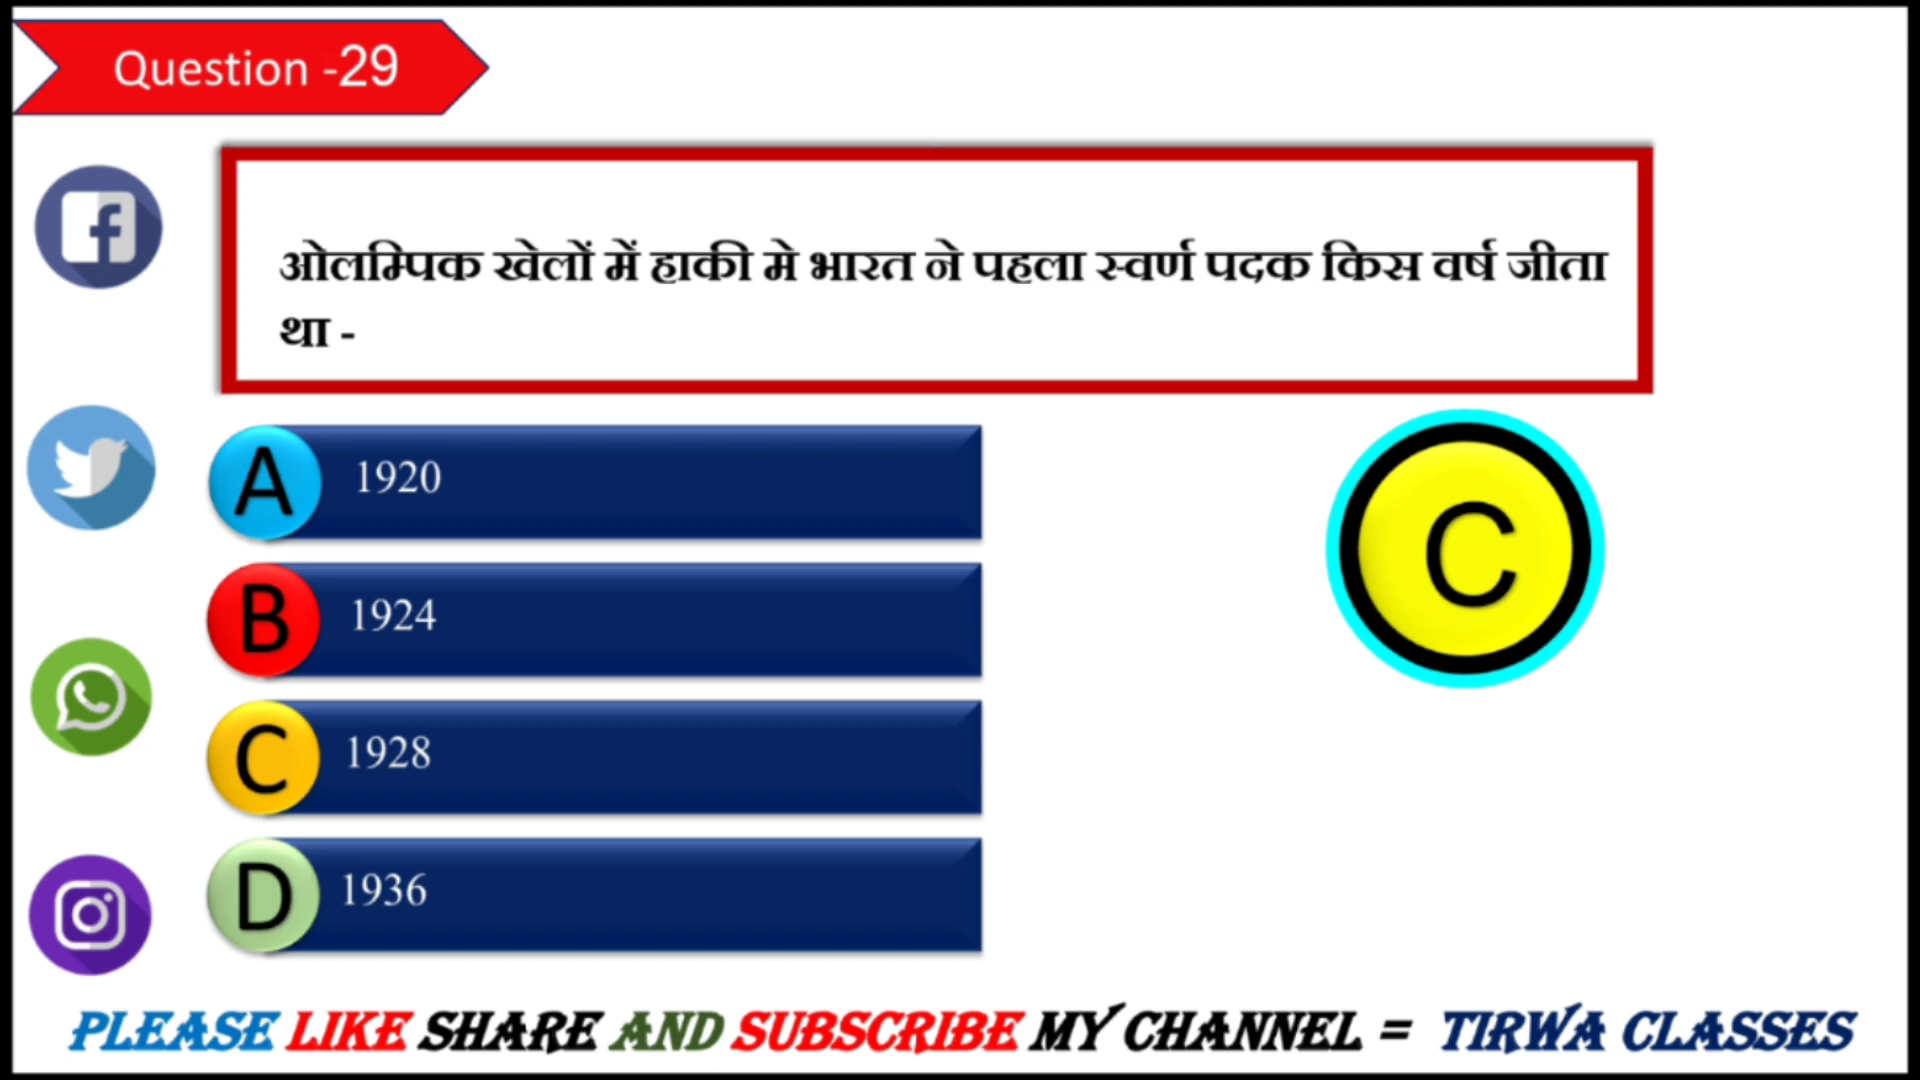 Question -29
ओलम्पिक खेलों में हाकी मे भारत ने पहला स्वर्ण पदक किस वर्ष जीता
था -
A 1920
B 1924
C 1928
D 1936
C
PLEASE LIKE SHARE AND SUBSCRIBE MY CHANNEL = TIRWA CLASSES